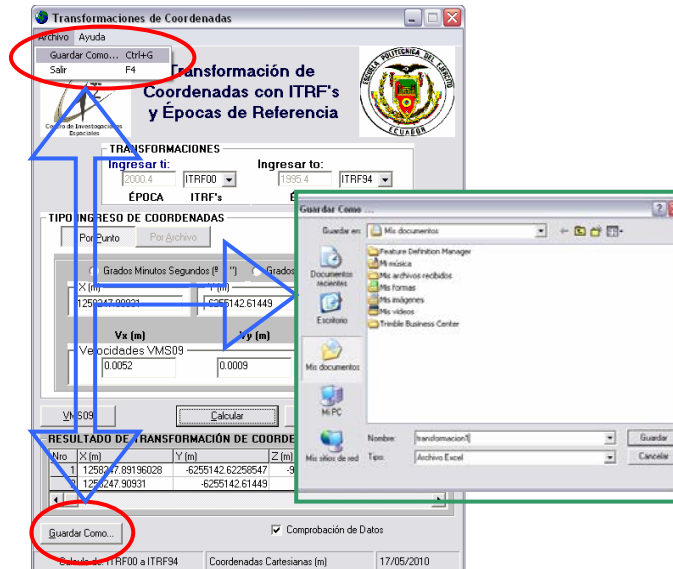 Transformaciones de Coordenadas
Archivo Ayuda
Guardar Como... Ctrl+G
Salir F4
Transformación de
Coordenadas con ITRF's
y Épocas de Referencia
Centro de Investigaciones
Espaciales
ESCUELA POLITECNICA DEL EJERCITO
ECUADOR
TRANSFORMACIONES
Ingresar ti:
Ingresar to:
2000.4 ITRF00
1995.4 ITRF94
ÉPOCA ITRF's
TIPO INGRESO DE COORDENADAS
Por Punto Por Archivo
Grados Minutos Segundos (º ' '') Grados
X (m)
1258247.90931
-6255142.61449
Vx (m) Vy (m)
Velocidades VMS09
0.0052 0.0009
VMS09 Calcular
RESULTADO DE TRANSFORMACIÓN DE COORDE
Nro X (m) Y (m) Z (m)
1 1258247.89196028 -6255142.62258547 -9
1258247.90931 -6255142.61449
Guardar Como...
Comprobación de Datos
Calculo de: ITRF00 a ITRF94 Coordenadas Cartesianas (m) 17/05/2010
Guardar Como ...
Guardar en: Mis documentos
Documentos recientes
Escritorio
Mis documentos
Mi PC
Mis sitios de red
Feature Definition Manager
Mi música
Mis archivos recibidos
Mis formas
Mis imágenes
Mis vídeos
Trimble Business Center
Nombre: transformacion1 Guardar
Tipo: Archivo Excel Cancelar